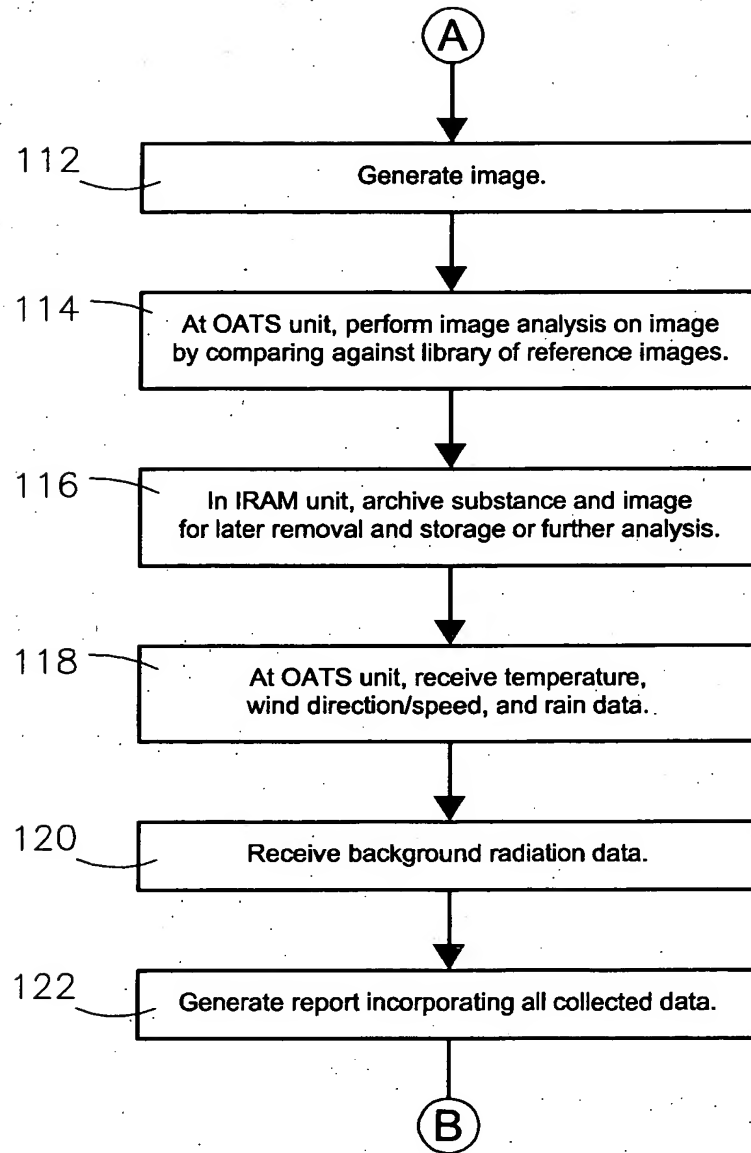 A
112
Generate image.
114
At OATS unit, perform image analysis on image
by comparing against library of reference images.
116
In IRAM unit, archive substance and image
for later removal and storage or further analysis.
118
At OATS unit, receive temperature,
wind direction/speed, and rain data.
120
Receive background radiation data.
122
Generate report incorporating all collected data.
B